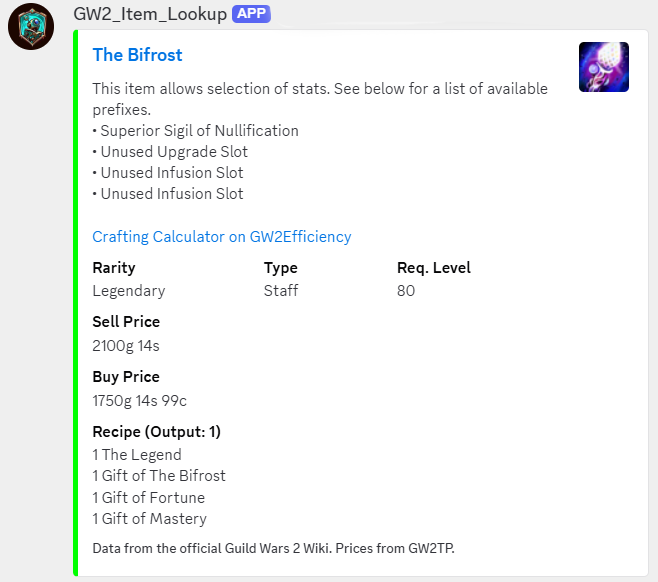 GW2_Item_Lookup APP
The Bifrost
This item allows selection of stats. See below for a list of available
prefixes.
• Superior Sigil of Nullification
• Unused Upgrade Slot
• Unused Infusion Slot
• Unused Infusion Slot
Crafting Calculator on GW2Efficiency
Rarity Type Req. Level
Legendary Staff 80
Sell Price
2100g 14s
Buy Price
1750g 14s 99c
Recipe (Output: 1)
1 The Legend
1 Gift of The Bifrost
1 Gift of Fortune
1 Gift of Mastery
Data from the official Guild Wars 2 Wiki. Prices from GW2TP.